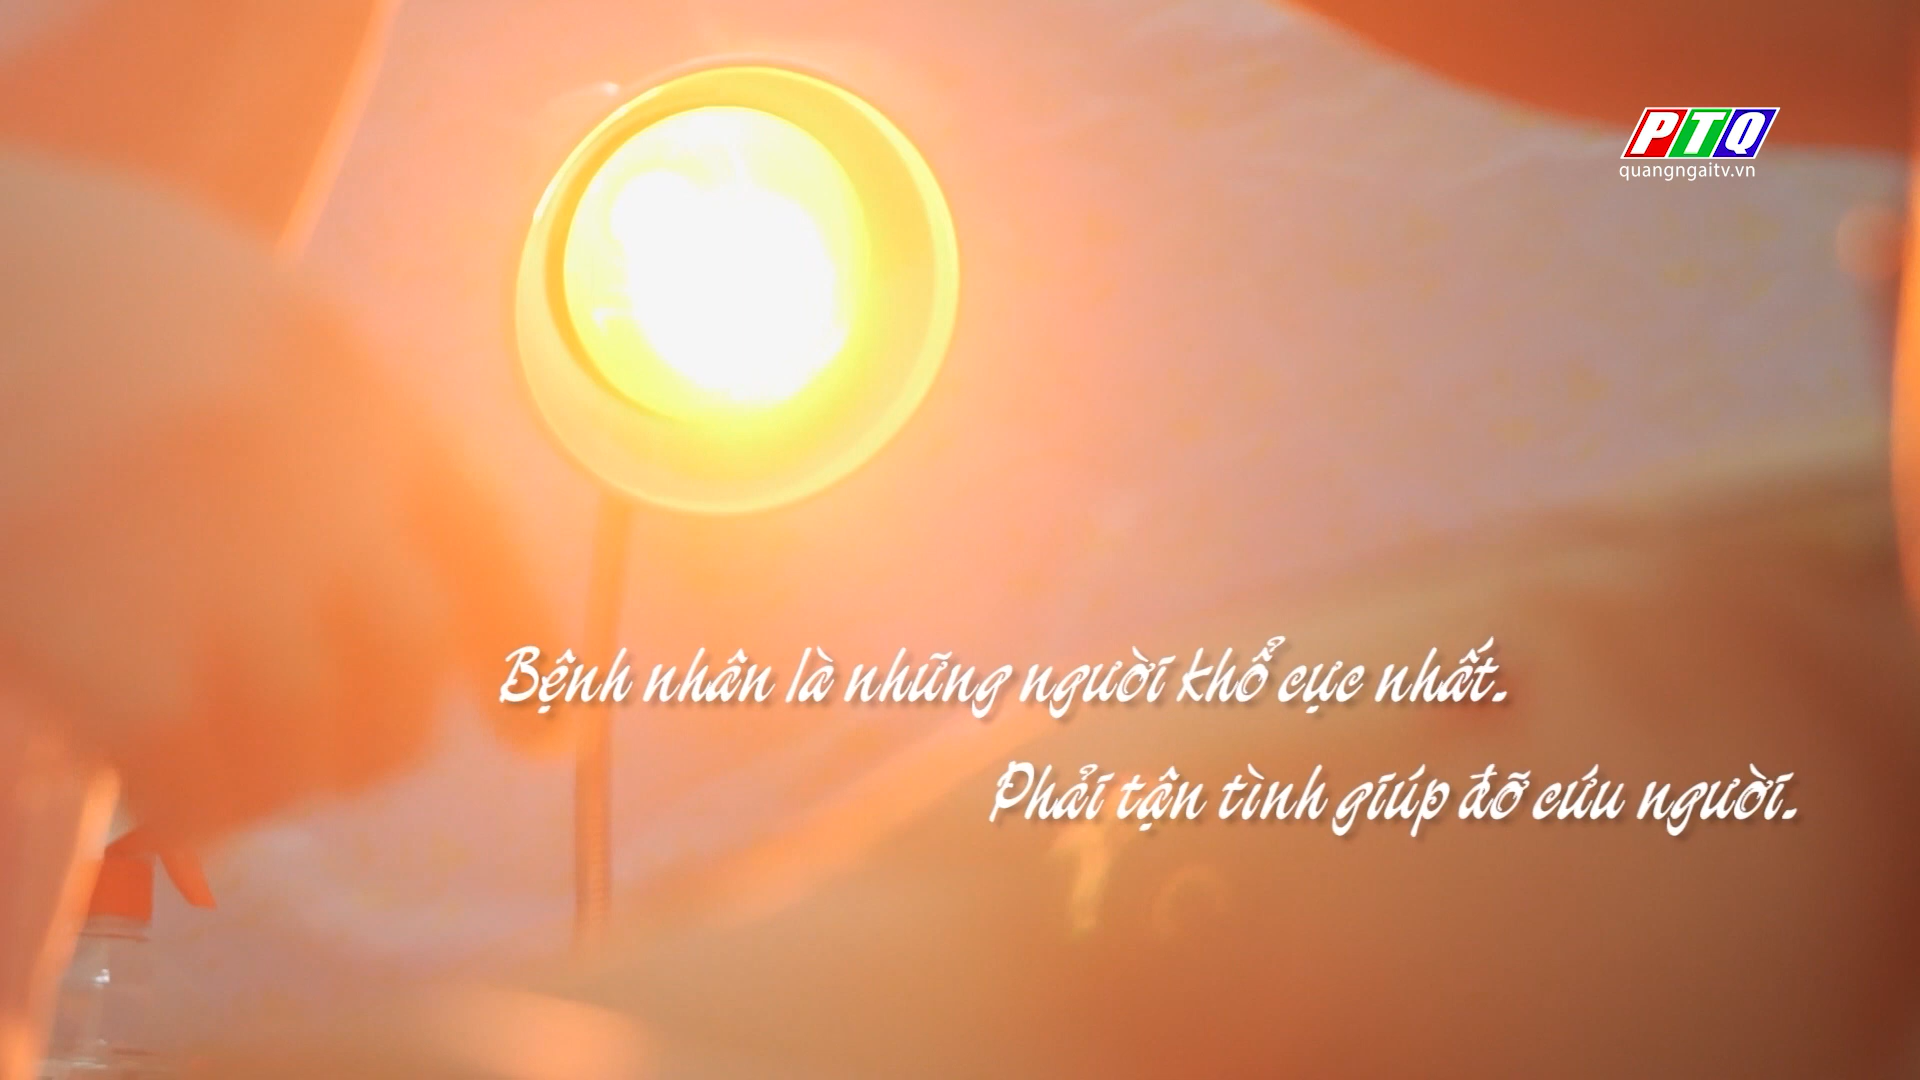 PTQ
quangngaitv.vn
Bệnh nhân là những người khổ cực nhất.
Phải tận tình giúp đỡ cứu người.